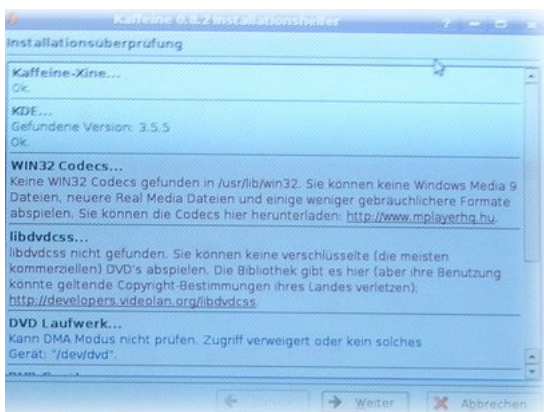 Kaffeine 0.8.2 Installationshelfer
Installationsüberprüfung
Kaffeine-Xine...
Ok.
KDE...
Gefundene Version: 3.5.5
Ok.
WIN32 Codecs...
Keine WIN32 Codecs gefunden in /usr/lib/win32. Sie können keine Windows Media 9
Dateien, neuere Real Media Dateien und einige weniger gebräuchlichere Formate
abspielen. Sie können die Codecs hier herunterladen: http://www.mplayerhq.hu.
libdvdcss...
libdvdcss nicht gefunden. Sie können keine verschlüsselte (die meisten
kommerziellen) DVD's abspielen. Die Bibliothek gibt es hier (aber ihre Benutzung
könnte geltende Copyright-Bestimmungen ihres Landes verletzen):
http://developers.videolan.org/libdvdcss.
DVD Laufwerk...
Kann DMA Modus nicht prüfen. Zugriff verweigert oder kein solches
Gerät: "/dev/dvd".
Weiter
Abbrechen